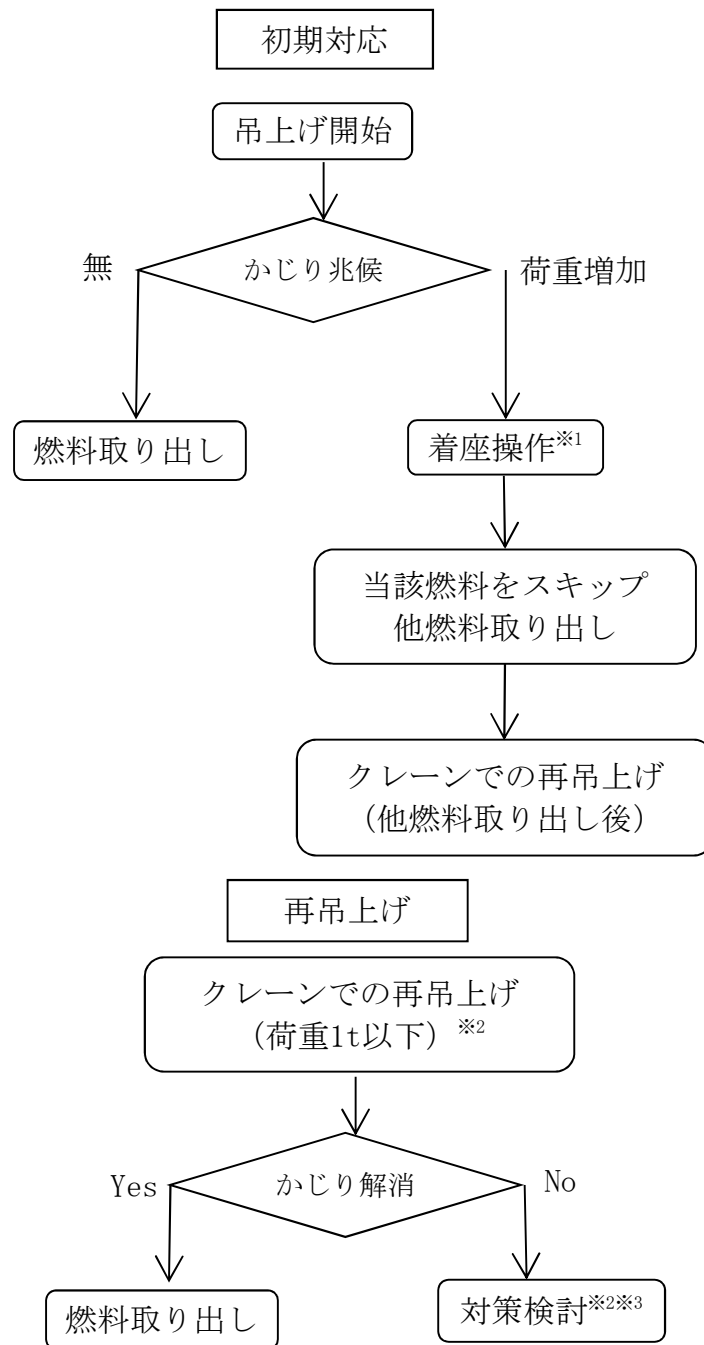 初期対応
吊上げ開始
かじり兆候
無
荷重増加
燃料取り出し
着座操作※1
当該燃料をスキップ
他燃料取り出し
クレーンでの再吊上げ
(他燃料取り出し後)
再吊上げ
クレーンでの再吊上げ
(荷重1t以下)※2
かじり解消
Yes
No
燃料取り出し
対策検討※2※3